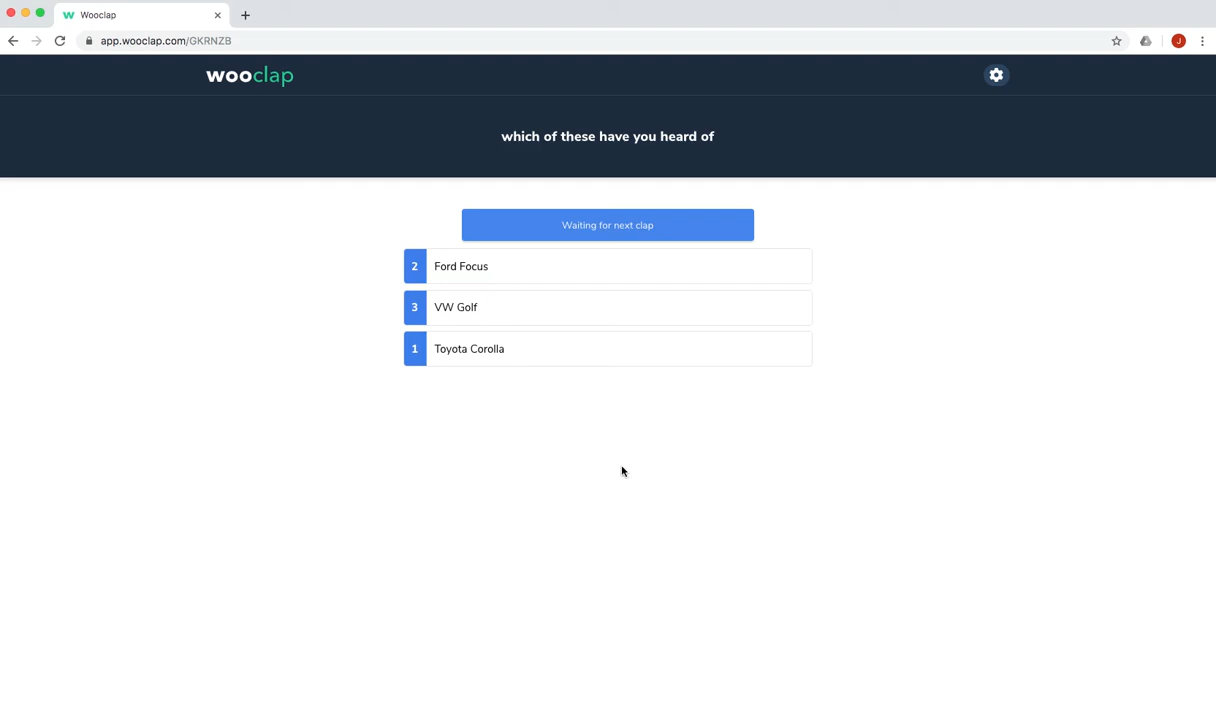 Wooclap
app.wooclap.com/GKRNZB
J
wooclap
which of these have you heard of
Waiting for next clap
2 Ford Focus
3 VW Golf
1 Toyota Corolla